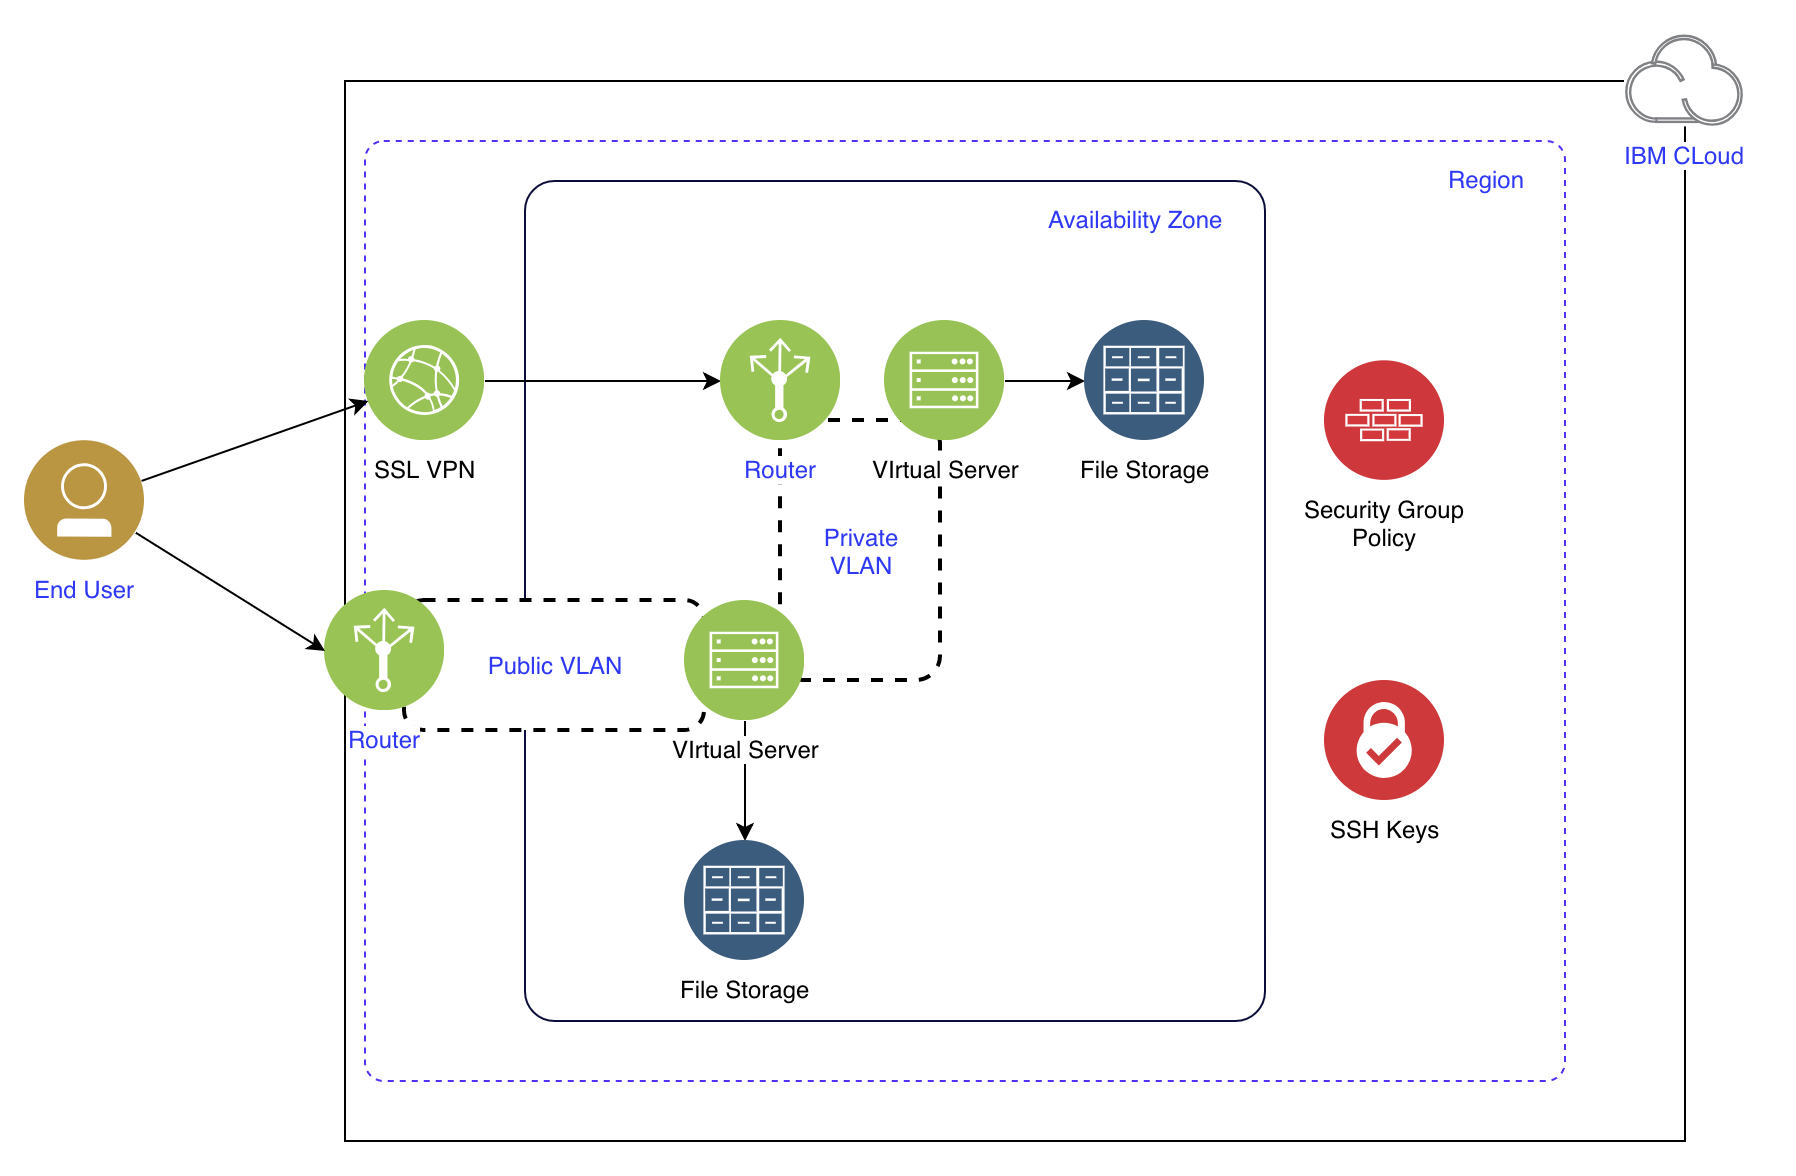 IBM CLoud
Region
Availability Zone
SSL VPN
Router
VIrtual Server
File Storage
Security Group
Policy
Private
VLAN
End User
Public VLAN
Router
VIrtual Server
SSH Keys
File Storage